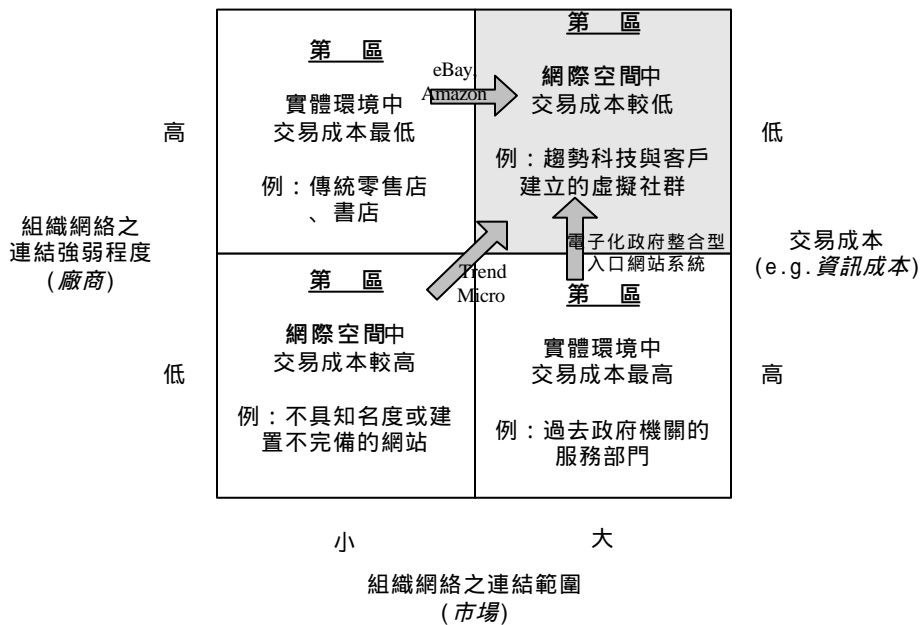 第 區
實體環境中
交易成本最低
例：傳統零售店
、書店
eBay,
Amazon
第 區
網際空間中
交易成本較低
例：趨勢科技與客戶
建立的虛擬社群
高
低
組織網絡之
連結強弱程度
(廠商)
交易成本
(e.g.資訊成本)
電子化政府整合型
入口網站系統
Trend
Micro
第 區
網際空間中
交易成本較高
例：不具知名度或建
置不完備的網站
第 區
實體環境中
交易成本最高
例：過去政府機關的
服務部門
低
高
小
大
組織網絡之連結範圍
(市場)